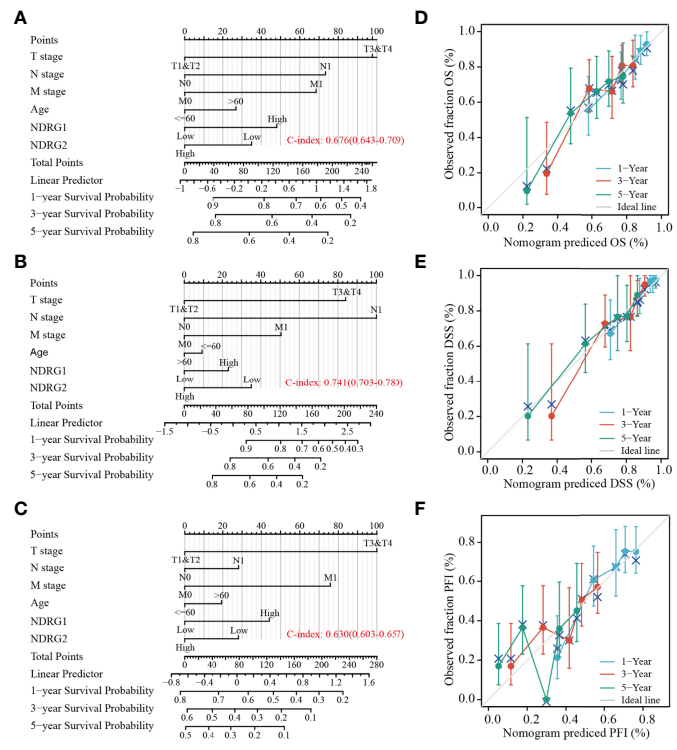 A
Points
0 20 40 60 80 100
T stage
T1&T2 T3&T4
N stage
N0 N1
M stage
M0 M1
Age
<=60 >60
NDRG1
Low High
NDRG2
High Low
C-index: 0.676(0.643-0.709)
Total Points
0 40 80 120 160 200 240 280
Linear Predictor
-1 -0.6 -0.2 0.2 0.6 1 1.4 1.8
1-year Survival Probability
0.9 0.8 0.7 0.6 0.5 0.4
3-year Survival Probability
0.8 0.6 0.4 0.2
5-year Survival Probability
0.8 0.6 0.4 0.2
B
Points
0 20 40 60 80 100
T stage
T1&T2 T3&T4
N stage
N0 N1
M stage
M0 M1
Age
>60 <=60
NDRG1
Low High
NDRG2
High Low
C-index: 0.741(0.703-0.783)
Total Points
0 40 80 120 160 200 240
Linear Predictor
-1.5 -0.5 0.5 1.5 2.5
1-year Survival Probability
0.9 0.8 0.7 0.6 0.5 0.4 0.3
3-year Survival Probability
0.8 0.6 0.4 0.2
5-year Survival Probability
0.8 0.6 0.4 0.2
C
Points
0 20 40 60 80 100
T stage
T1&T2 T3&T4
N stage
N0 N1
M stage
M0 M1
Age
<=60 >60
NDRG1
Low High
NDRG2
High Low
C-index: 0.630(0.603-0.657)
Total Points
0 40 80 120 160 200 240 280
Linear Predictor
-0.8 -0.4 0 0.4 0.8 1.2 1.6
1-year Survival Probability
0.8 0.7 0.6 0.5 0.4 0.3 0.2
3-year Survival Probability
0.6 0.5 0.4 0.3 0.2 0.1
5-year Survival Probability
0.5 0.4 0.3 0.2 0.1
D
Observed fraction OS (%)
1.0
0.8
0.6
0.4
0.2
0.0
1-Year
3-Year
5-Year
Ideal line
0.0 0.2 0.4 0.6 0.8 1.0
Nomogram prediced OS (%)
E
Observed fraction DSS (%)
1.0
0.8
0.6
0.4
0.2
0.0
1-Year
3-Year
5-Year
Ideal line
0.0 0.2 0.4 0.6 0.8 1.0
Nomogram prediced DSS (%)
F
Observed fraction PFI (%)
1.0
0.8
0.6
0.4
0.2
0.0
1-Year
3-Year
5-Year
Ideal line
0.0 0.2 0.4 0.6 0.8
Nomogram prediced PFI (%)